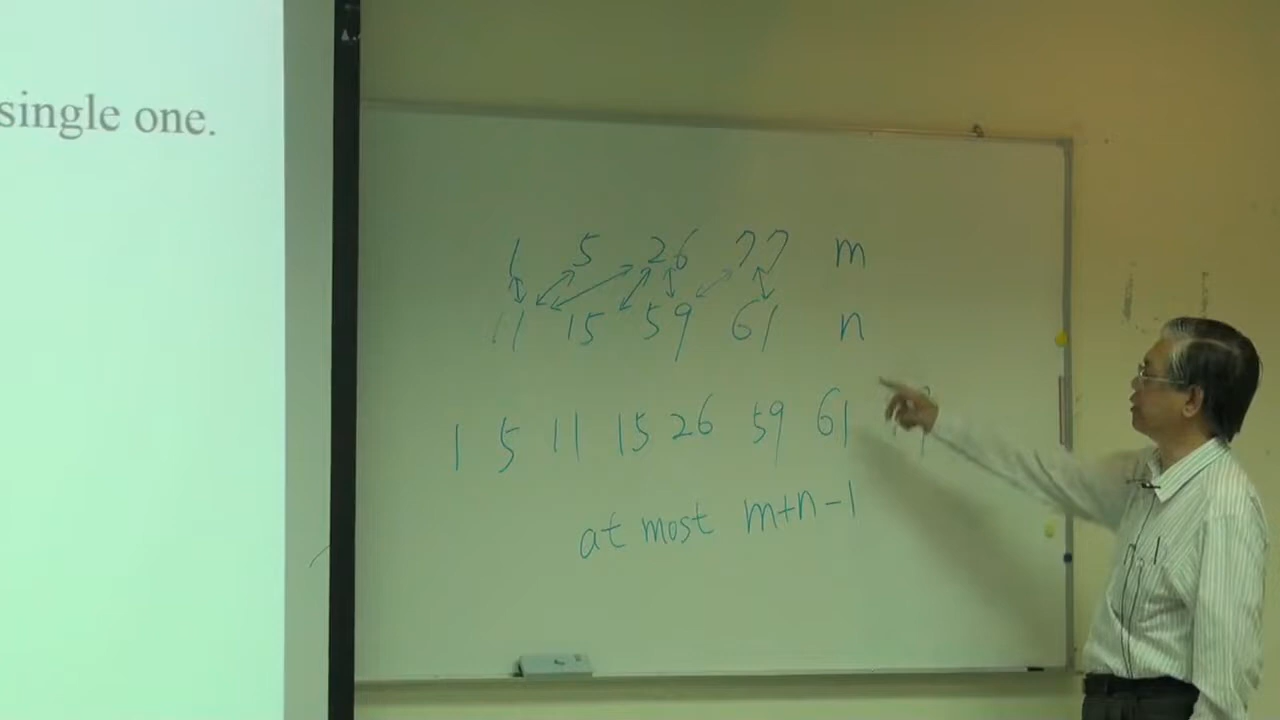 single one.
1 5 26 77 m
11 15 59 61 n
1 5 11 15 26 59 61
at most m+n-1